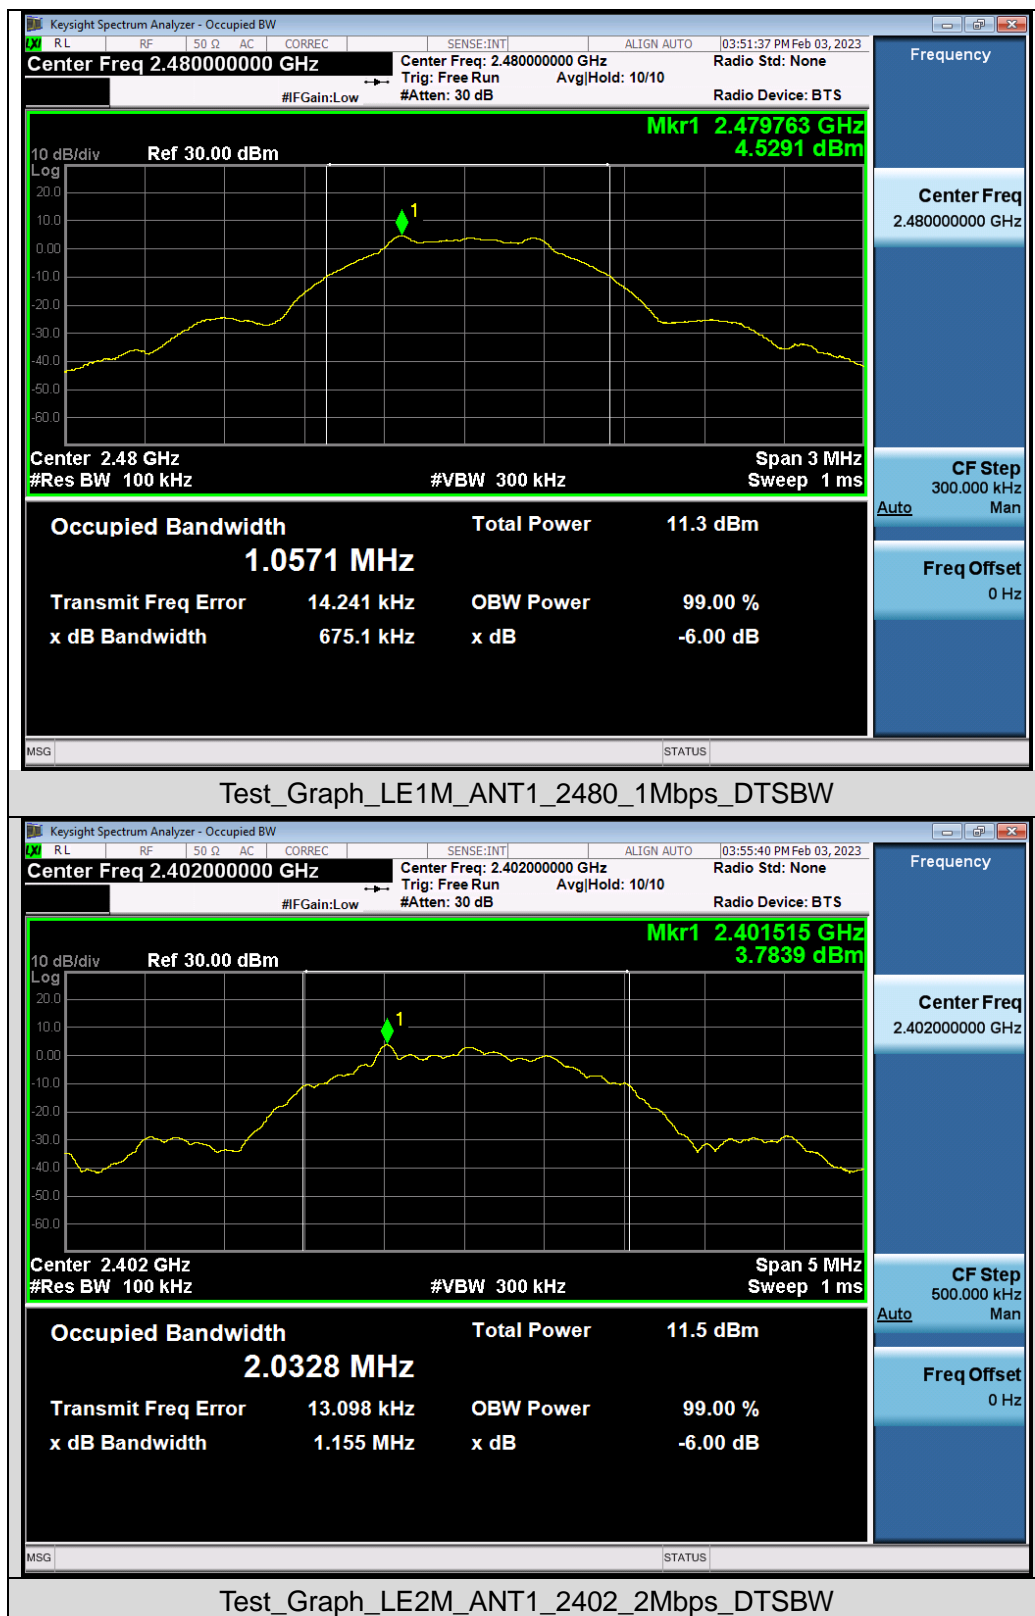 Keysight Spectrum Analyzer - Occupied BW
LXI RL RF 50 Ω AC CORREC SENSE:INT ALIGN AUTO 03:51:37 PM Feb 03, 2023
Center Freq 2.480000000 GHz
Center Freq: 2.480000000 GHz
Radio Std: None
Trig: Free Run Avg|Hold: 10/10
#IFGain:Low
#Atten: 30 dB
Radio Device: BTS
Frequency
Mkr1 2.479763 GHz
4.5291 dBm
10 dB/div Ref 30.00 dBm
Log
20.0
10.0
0.00
-10.0
-20.0
-30.0
-40.0
-50.0
-60.0
1
Center 2.48 GHz Span 3 MHz
#Res BW 100 kHz #VBW 300 kHz Sweep 1 ms
Center Freq
2.480000000 GHz
CF Step
300.000 kHz
Auto Man
Freq Offset
0 Hz
Occupied Bandwidth Total Power 11.3 dBm
1.0571 MHz
Transmit Freq Error 14.241 kHz OBW Power 99.00 %
x dB Bandwidth 675.1 kHz x dB -6.00 dB
MSG STATUS
Test_Graph_LE1M_ANT1_2480_1Mbps_DTSBW
Keysight Spectrum Analyzer - Occupied BW
LXI RL RF 50 Ω AC CORREC SENSE:INT ALIGN AUTO 03:55:40 PM Feb 03, 2023
Center Freq 2.402000000 GHz
Center Freq: 2.402000000 GHz
Radio Std: None
Trig: Free Run Avg|Hold: 10/10
#IFGain:Low
#Atten: 30 dB
Radio Device: BTS
Frequency
Mkr1 2.401515 GHz
3.7839 dBm
10 dB/div Ref 30.00 dBm
Log
20.0
10.0
0.00
-10.0
-20.0
-30.0
-40.0
-50.0
-60.0
1
Center 2.402 GHz Span 5 MHz
#Res BW 100 kHz #VBW 300 kHz Sweep 1 ms
Center Freq
2.402000000 GHz
CF Step
500.000 kHz
Auto Man
Freq Offset
0 Hz
Occupied Bandwidth Total Power 11.5 dBm
2.0328 MHz
Transmit Freq Error 13.098 kHz OBW Power 99.00 %
x dB Bandwidth 1.155 MHz x dB -6.00 dB
MSG STATUS
Test_Graph_LE2M_ANT1_2402_2Mbps_DTSBW